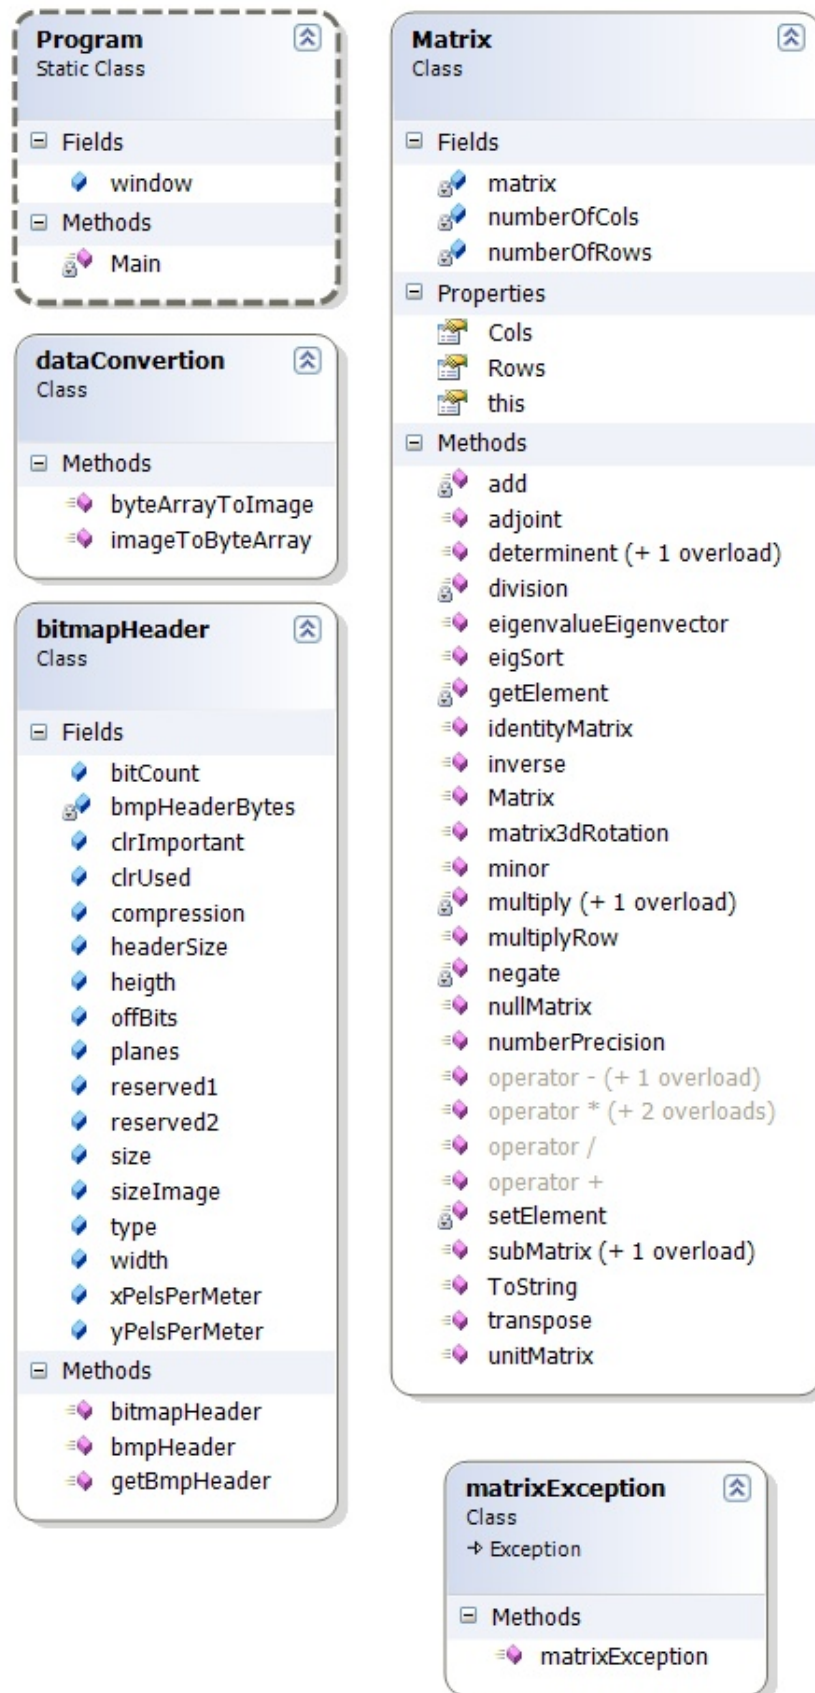 Program
Static Class
Fields
window
Methods
Main
dataConvertion
Class
Methods
byteArrayToImage
imageToByteArray
bitmapHeader
Class
Fields
bitCount
bmpHeaderBytes
clrImportant
clrUsed
compression
headerSize
heigth
offBits
planes
reserved1
reserved2
size
sizeImage
type
width
xPelsPerMeter
yPelsPerMeter
Methods
bitmapHeader
bmpHeader
getBmpHeader
Matrix
Class
Fields
matrix
numberOfCols
numberOfRows
Properties
Cols
Rows
this
Methods
add
adjoint
determinent (+ 1 overload)
division
eigenvalueEigenvector
eigSort
getElement
identityMatrix
inverse
Matrix
matrix3dRotation
minor
multiply (+ 1 overload)
multiplyRow
negate
nullMatrix
numberPrecision
operator - (+ 1 overload)
operator * (+ 2 overloads)
operator /
operator +
setElement
subMatrix (+ 1 overload)
ToString
transpose
unitMatrix
matrixException
Class
Exception
Methods
matrixException